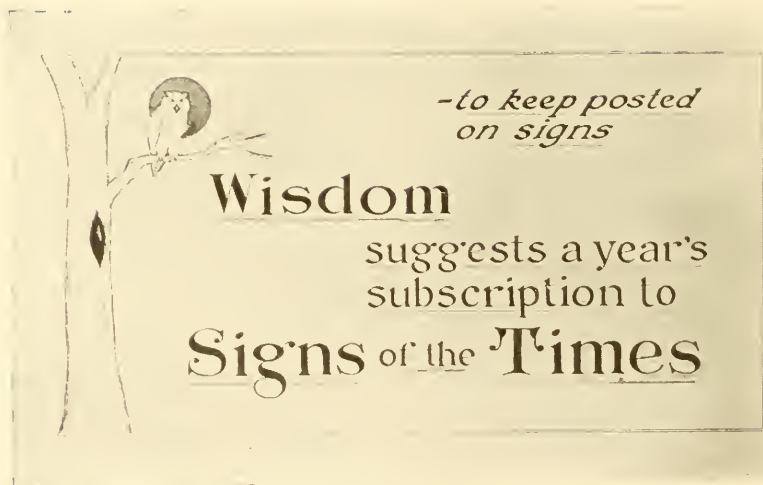 -to keep posted
on signs
Wisdom
suggests a year's
subscription to
Signs of the Times